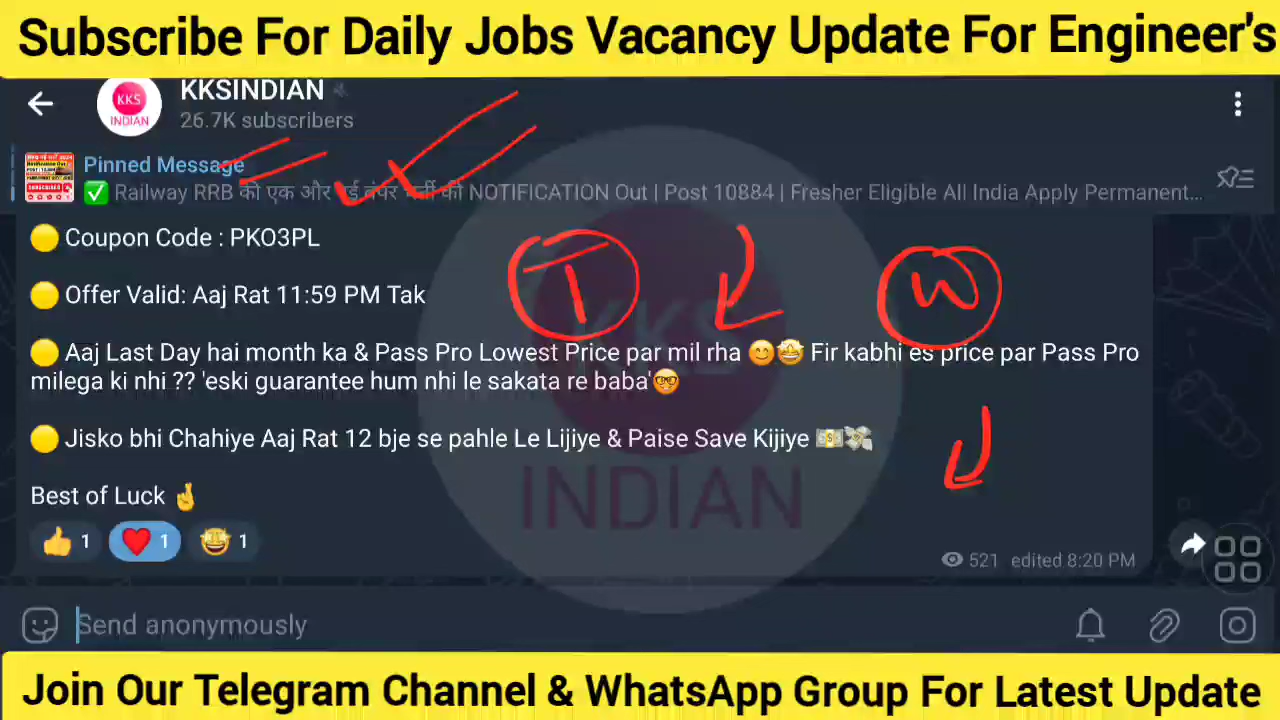 Subscribe For Daily Jobs Vacancy Update For Engineer's
KKSINDIAN
26.7K subscribers
Pinned Message
✅ Railway RRB की एक और नई बंपर भर्ती की NOTIFICATION Out | Post 10884 | Fresher Eligible All India Apply Permanent...
🟡 Coupon Code : PKO3PL
🟡 Offer Valid: Aaj Rat 11:59 PM Tak
T
W
🟡 Aaj Last Day hai month ka & Pass Pro Lowest Price par mil rha 😊🤩 Fir kabhi es price par Pass Pro
milega ki nhi ?? 'eski guarantee hum nhi le sakata re baba'🤓
🟡 Jisko bhi Chahiye Aaj Rat 12 bje se pahle Le Lijiye & Paise Save Kijiye 💵💸
Best of Luck 🤞
👍 1 ❤️ 1 🤩 1
521 edited 8:20 PM
KKS
INDIAN
Send anonymously
Join Our Telegram Channel & WhatsApp Group For Latest Update